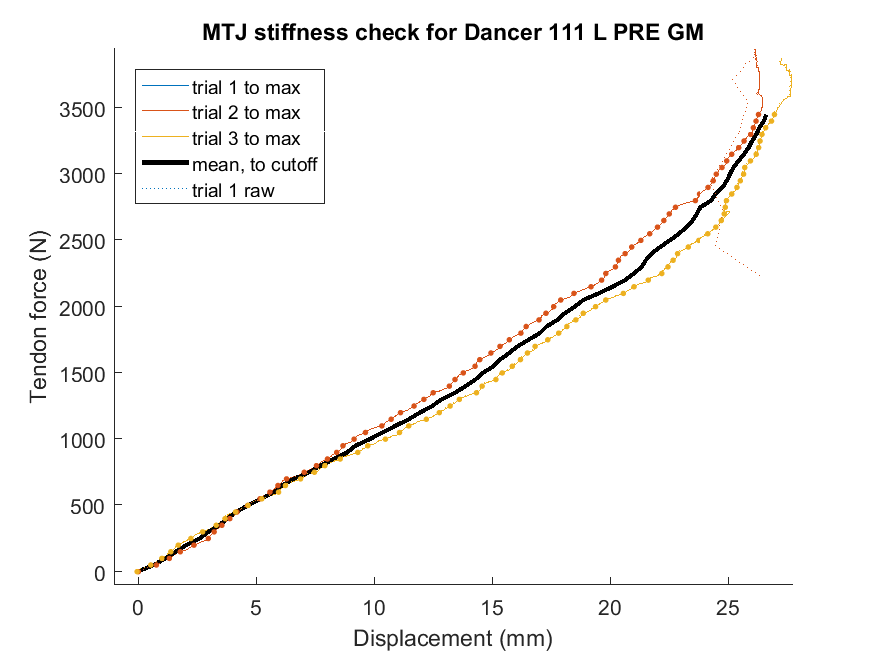 MTJ stiffness check for Dancer 111 L PRE GM
trial 1 to max
trial 2 to max
trial 3 to max
mean, to cutoff
trial 1 raw
Tendon force (N)
3500
3000
2500
2000
1500
1000
500
0
0 5 10 15 20 25
Displacement (mm)